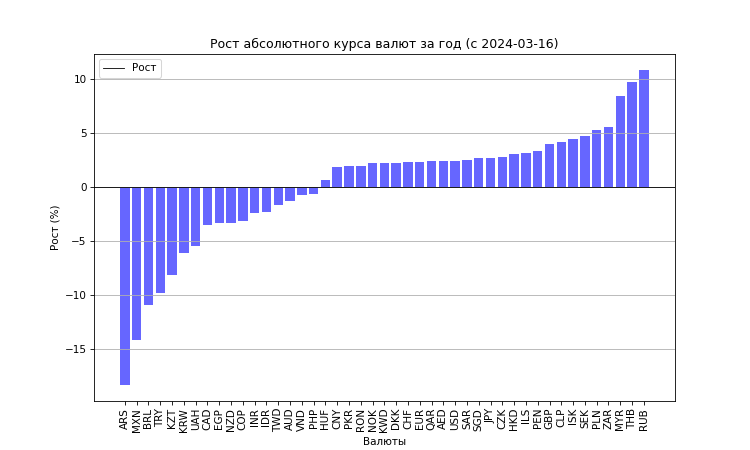 Рост абсолютного курса валют за год (с 2024-03-16)
Рост
10
5
0
−5
−10
−15
Рост (%)
ARS
MXN
BRL
TRY
KZT
KRW
UAH
CAD
EGP
NZD
COP
INR
IDR
TWD
AUD
VND
PHP
HUF
CNY
PKR
RON
NOK
KWD
DKK
CHF
EUR
QAR
AED
USD
SAR
SGD
JPY
CZK
HKD
ILS
PEN
GBP
CLP
ISK
SEK
PLN
ZAR
MYR
THB
RUB
Валюты